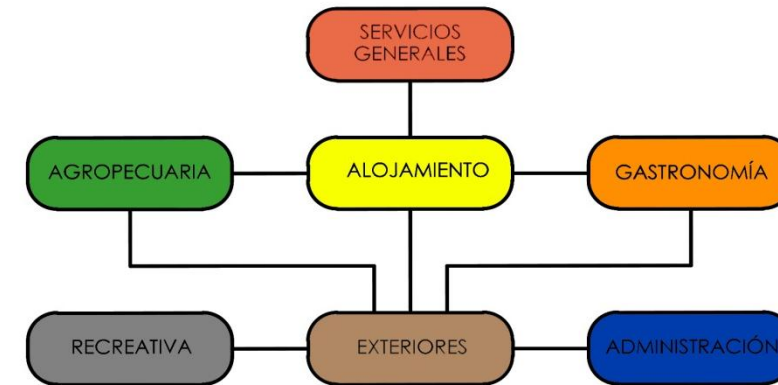 SERVICIOS
GENERALES
AGROPECUARIA
ALOJAMIENTO
GASTRONOMÍA
RECREATIVA
EXTERIORES
ADMINISTRACIÓN